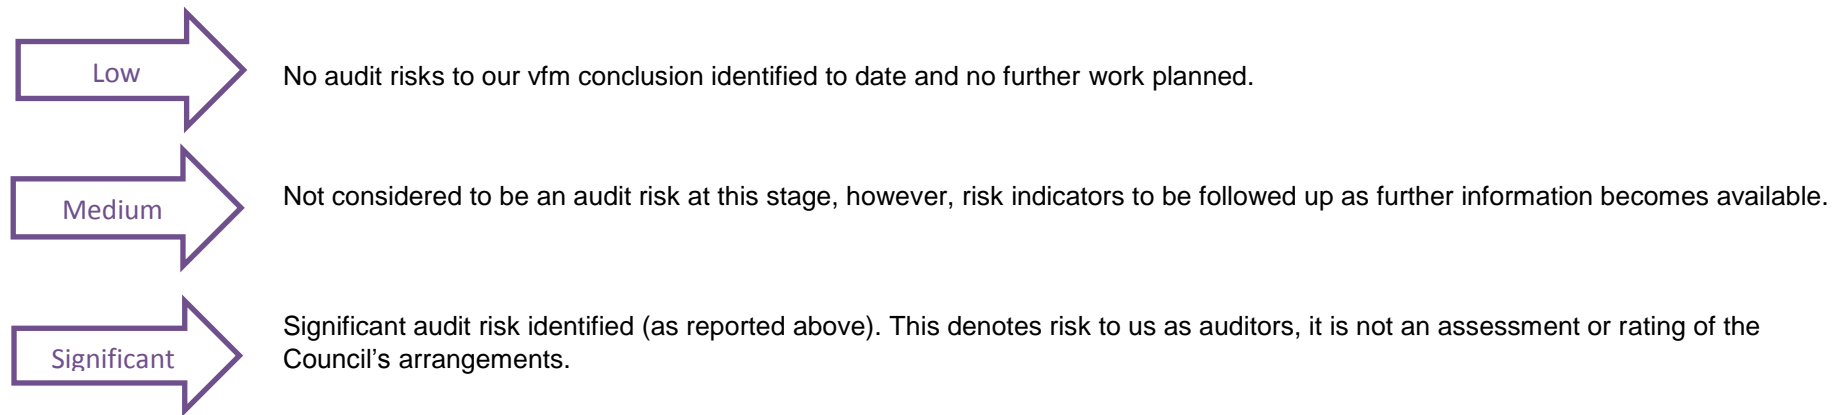 Low
No audit risks to our vfm conclusion identified to date and no further work planned.
Medium
Not considered to be an audit risk at this stage, however, risk indicators to be followed up as further information becomes available.
Significant
Significant audit risk identified (as reported above). This denotes risk to us as auditors, it is not an assessment or rating of the
Council’s arrangements.